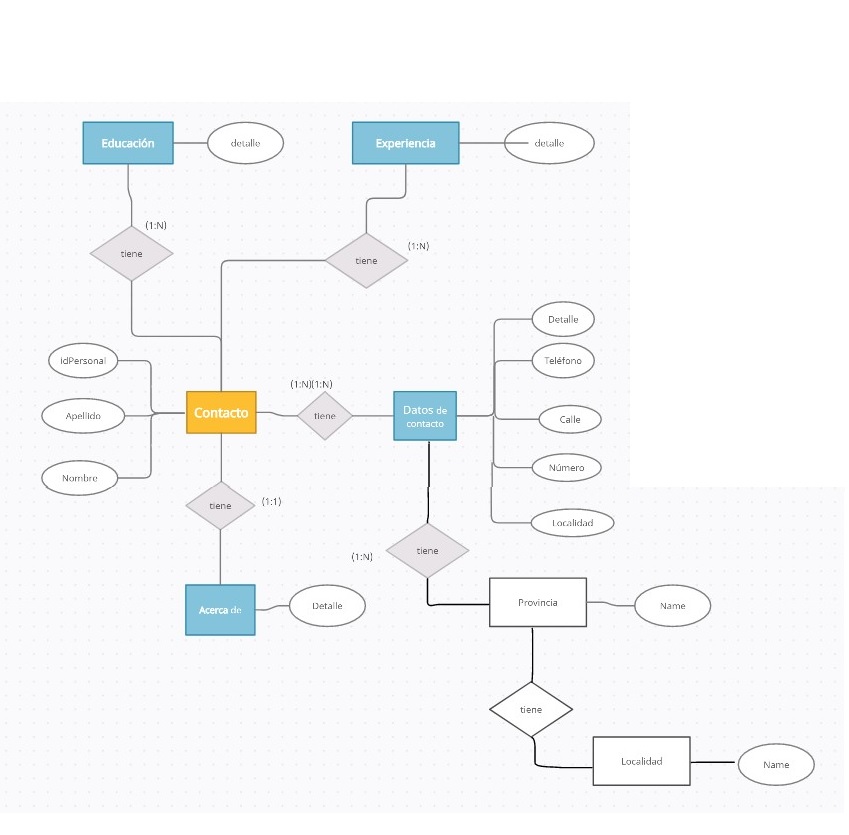 Educación
detalle
Experiencia
detalle
(1:N)
tiene
(1:N)
tiene
Detalle
Teléfono
IdPersonal
(1:N)(1:N)
Contacto
tiene
Datos de
contacto
Apellido
Calle
Número
Nombre
tiene
(1:1)
Localidad
(1:N)
tiene
Acerca de
Detalle
Provincia
Name
tiene
Localidad
Name